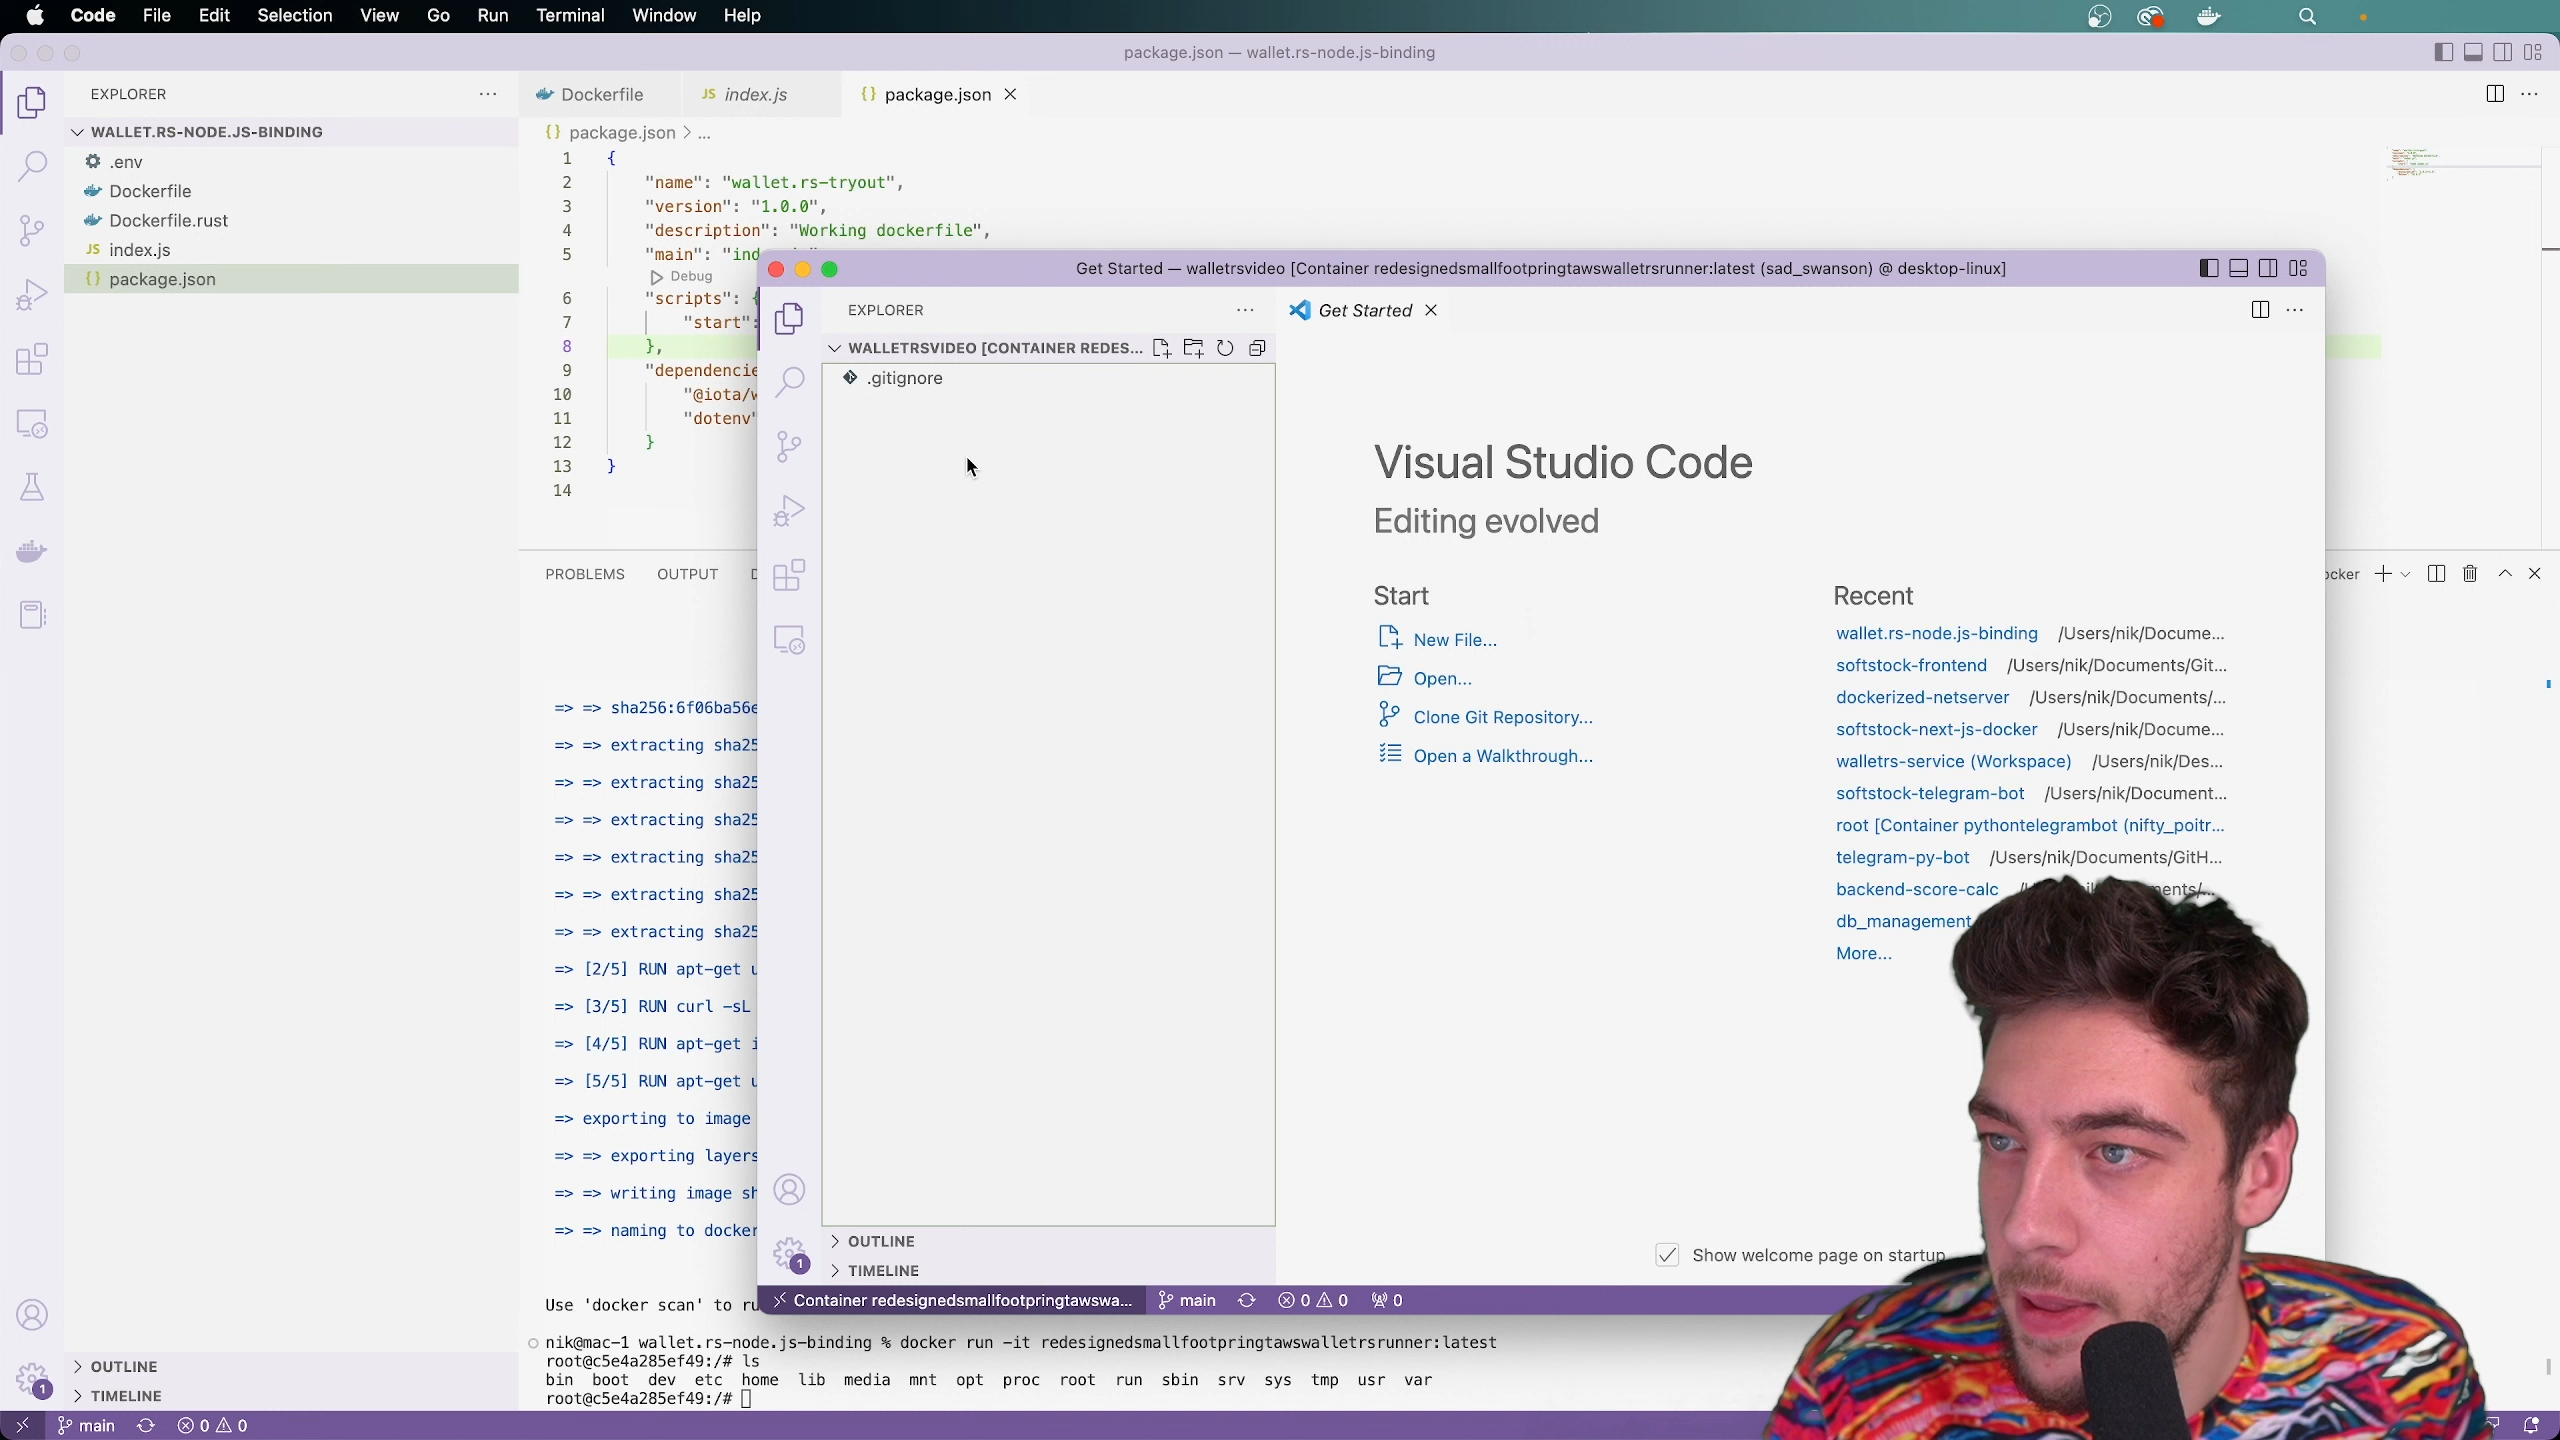 Code File Edit Selection View Go Run Terminal Window Help
package.json — wallet.rs-node.js-binding
EXPLORER
WALLET.RS-NODE.JS-BINDING
.env
Dockerfile
Dockerfile.rust
JS index.js
{} package.json
OUTLINE
TIMELINE
1
main
0 0
Dockerfile
JS index.js
{} package.json
{} package.json > ...
1 {
2 "name": "wallet.rs-tryout",
3 "version": "1.0.0",
4 "description": "Working dockerfile",
5 "main":
Debug
6 "scripts": {
7 "start":
8 },
9
10
11 "dotenv"
12 }
13 }
14
PROBLEMS OUTPUT
=> => sha256:6f06ba56e
=> => extracting
=> => extracting
=> => extracting
=> => extracting
=> => extracting
=> => extracting
=> [2/5] RUN apt-get
=> [3/5] RUN curl -sL
=> [4/5] RUN apt-get
=> [5/5] RUN apt-get
=> exporting to image
=> => exporting layers
=> => writing image
=> => naming to
Use 'docker scan' to
nik@mac-1 wallet.rs-node.js-binding % docker run -it redesignedsmallfootpringtawswalletrsrunner:latest
root@c5e4a285ef49:/# ls
bin boot dev etc home lib media mnt opt proc root run sbin srv sys tmp usr var
root@c5e4a285ef49:/#
Get Started — walletrsvideo [Container redesignedsmallfootpringtawswalletrsrunner:latest (sad_swanson) @ desktop-linux]
EXPLORER
WALLETRSVIDEO [CONTAINER REDES...
.gitignore
OUTLINE
TIMELINE
1
Get Started
Visual Studio Code
Editing evolved
Start
New File...
Open...
Clone Git Repository...
Open a Walkthrough...
Recent
wallet.rs-node.js-binding /Users/nik/Docume...
softstock-frontend /Users/nik/Documents/Git...
dockerized-netserver /Users/nik/Documents/...
softstock-next-js-docker /Users/nik/Docume...
walletrs-service (Workspace) /Users/nik/Des...
softstock-telegram-bot /Users/nik/Document...
root [Container pythontelegrambot (nifty_poitr...
telegram-py-bot /Users/nik/Documents/GitH...
backend-score-calc
db_management
More...
Show welcome page on startup
Container redesignedsmallfootpringtawswa... main 0 0 0